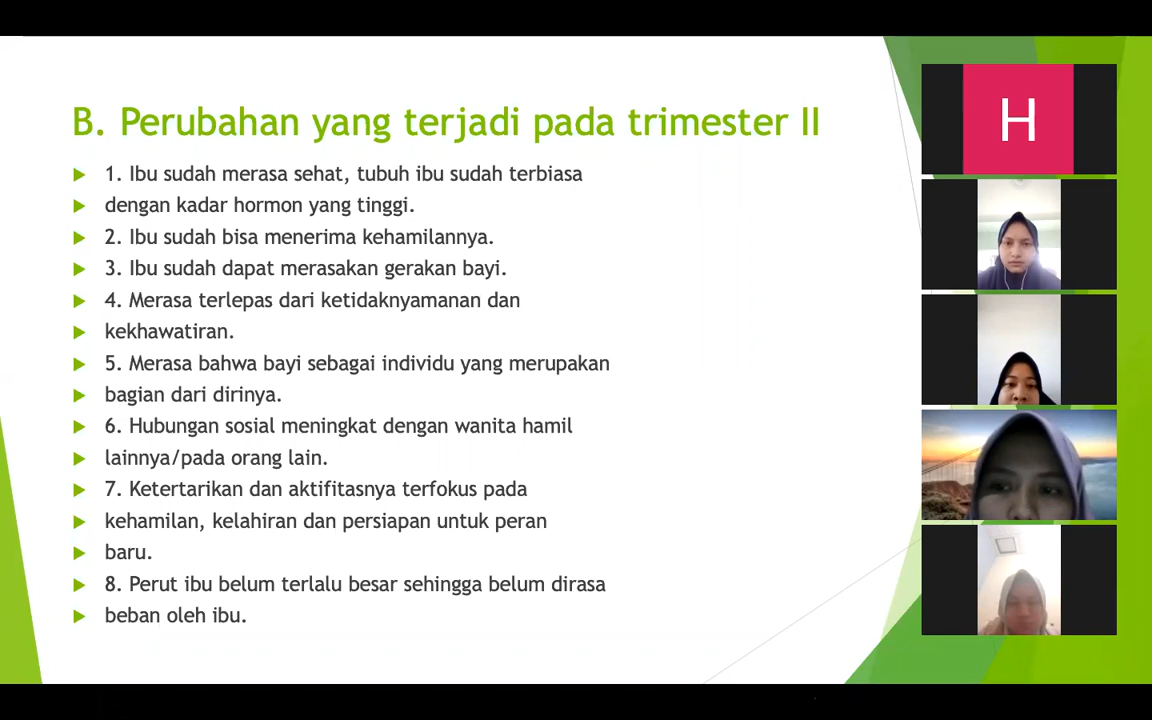 B. Perubahan yang terjadi pada trimester II
1. Ibu sudah merasa sehat, tubuh ibu sudah terbiasa
dengan kadar hormon yang tinggi.
2. Ibu sudah bisa menerima kehamilannya.
3. Ibu sudah dapat merasakan gerakan bayi.
4. Merasa terlepas dari ketidaknyamanan dan
kekhawatiran.
5. Merasa bahwa bayi sebagai individu yang merupakan
bagian dari dirinya.
6. Hubungan sosial meningkat dengan wanita hamil
lainnya/pada orang lain.
7. Ketertarikan dan aktifitasnya terfokus pada
kehamilan, kelahiran dan persiapan untuk peran
baru.
8. Perut ibu belum terlalu besar sehingga belum dirasa
beban oleh ibu.
H